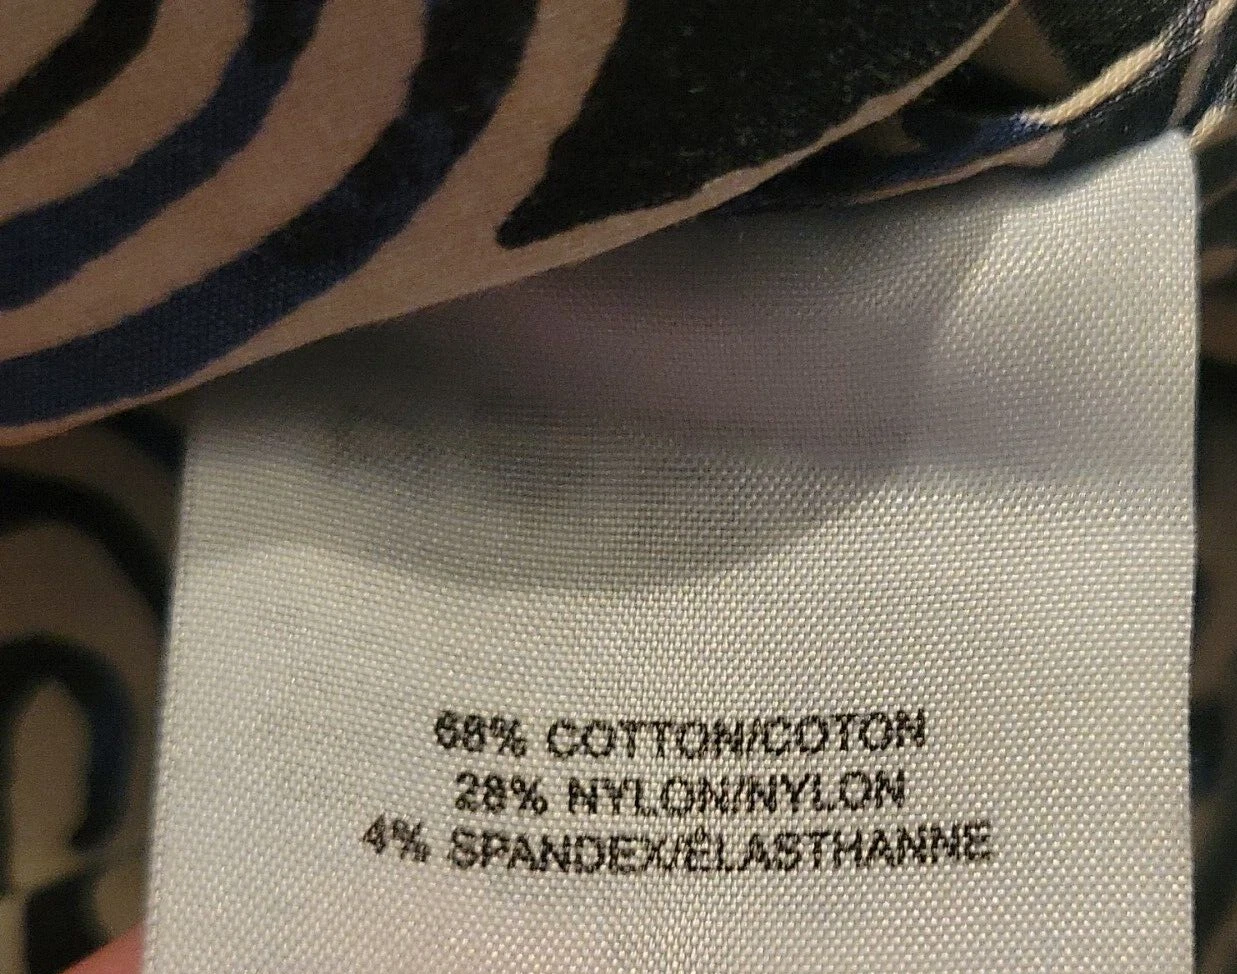 68% COTTON/COTON
28% NYLON/NYLON
4% SPANDEX/ÉLASTHANNE